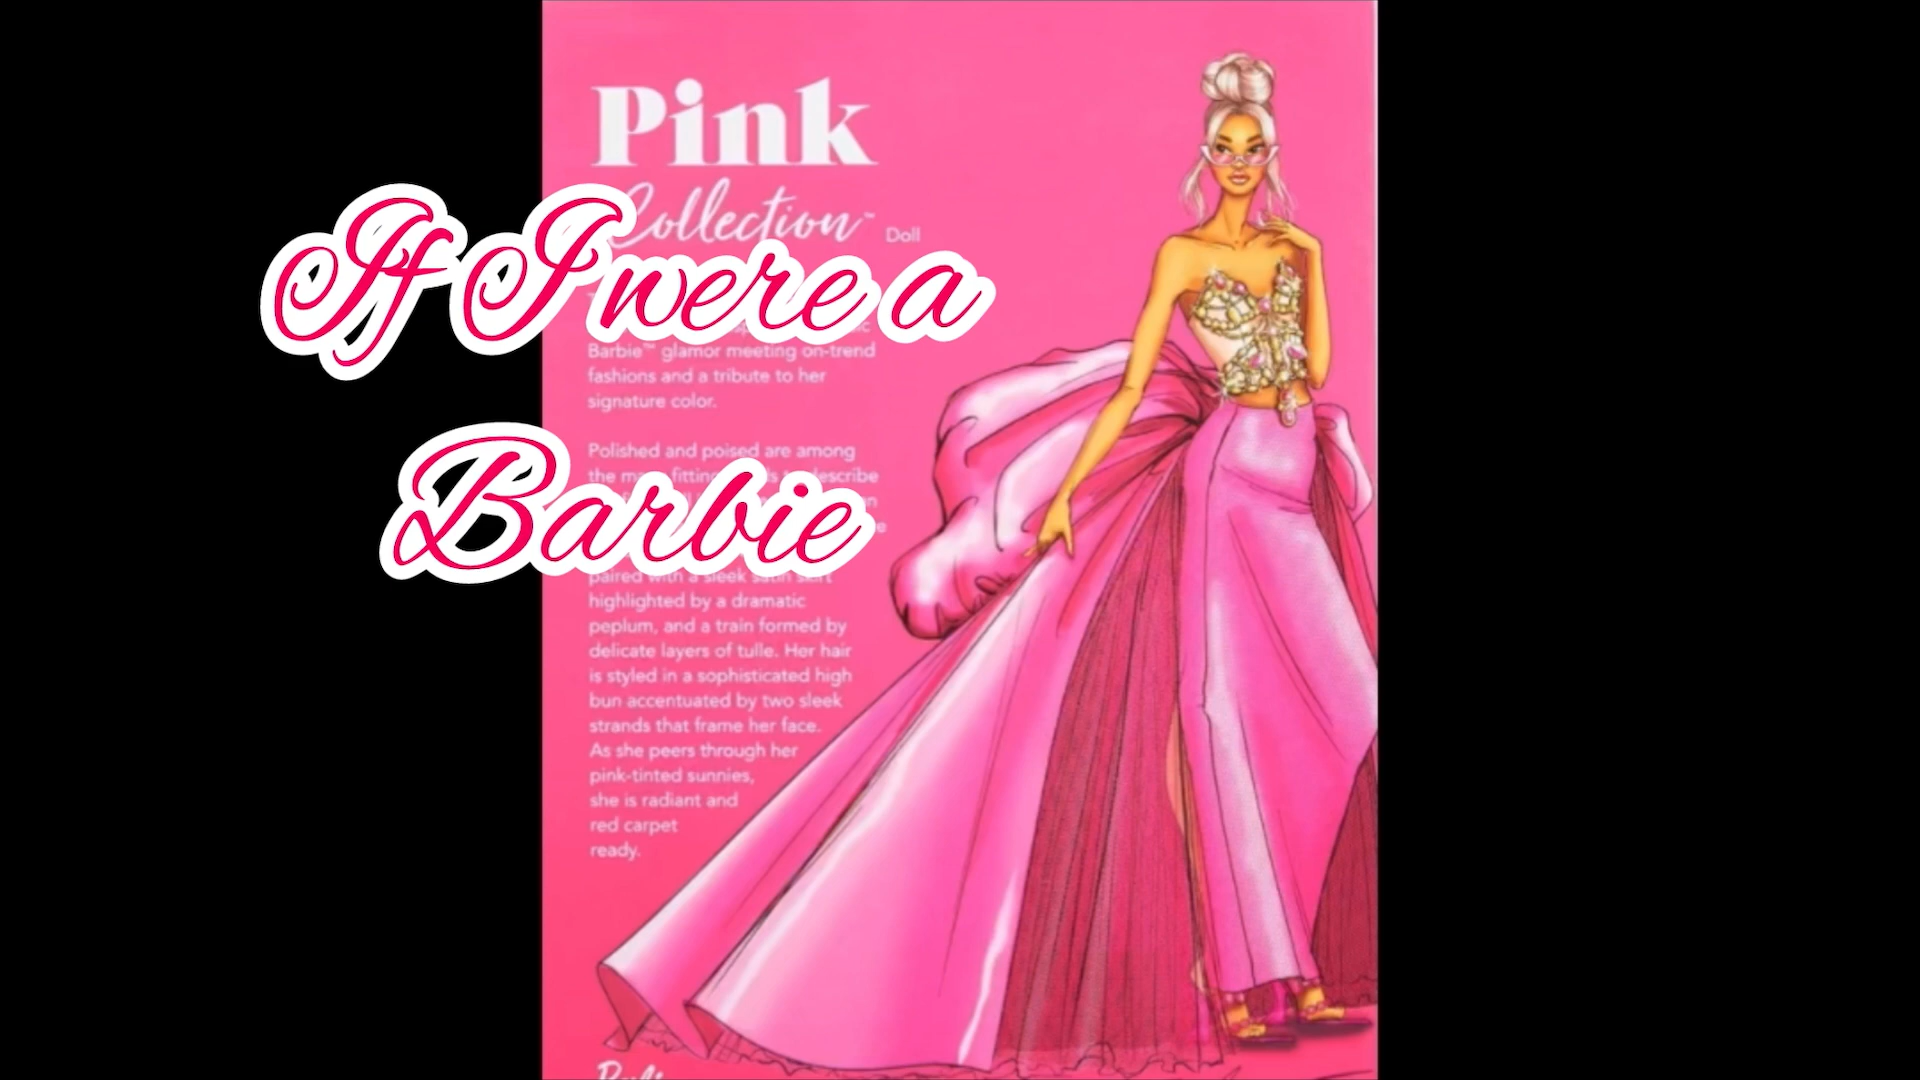 Pink
Collection™ Doll
If I were a
Barbie™ glamor meeting on-trend
fashions and a tribute to her
signature color.
Polished and poised are among
the fitting describe
Barbie
paired with a sleek satin skirt
highlighted by a dramatic
peplum, and a train formed by
delicate layers of tulle. Her hair
is styled in a sophisticated high
bun accentuated by two sleek
strands that frame her face.
As she peers through her
pink-tinted sunnies,
she is radiant and
red carpet
ready.